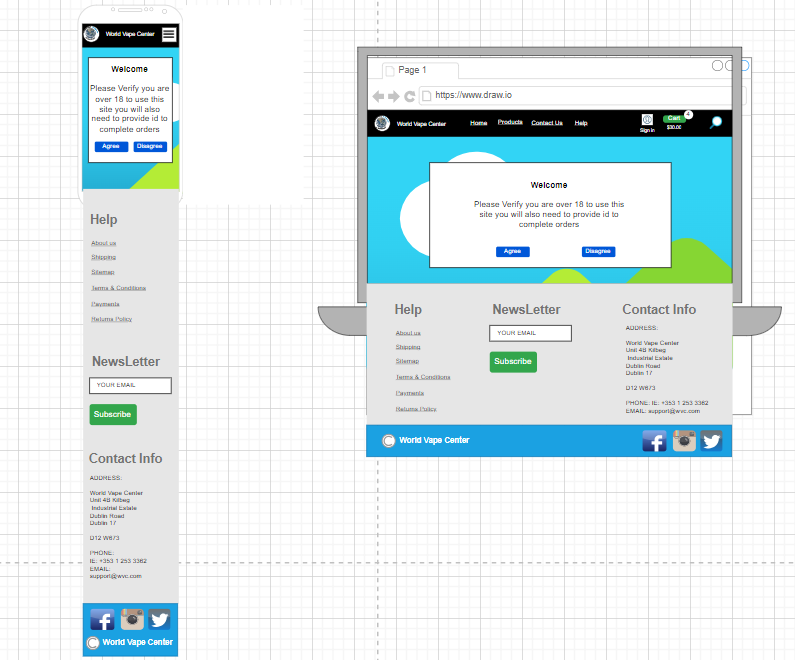 World Vape Center
Welcome
Please Verify you are
over 18 to use this
site you will also
need to provide id to
complete orders
Agree
Disagree
Help
About us
Shipping
Sitemap
Terms & Conditions
Payments
Returns Policy
NewsLetter
YOUR EMAIL
Subscribe
Contact Info
ADDRESS:
World Vape Center
Unit 4B Kilbeg
Industrial Estate
Dublin Road
Dublin 17
D12 W673
PHONE:
IE: +353 1 253 3362
EMAIL:
support@wvc.com
World Vape Center
Page 1
https://www.draw.io
World Vape Center
Home
Products
Contact Us
Help
Sign in
Cart
4
$30.00
Welcome
Please Verify you are over 18 to use this
site you will also need to provide id to
complete orders
Agree
Disagree
Help
About us
Shipping
Sitemap
Terms & Conditions
Payments
Returns Policy
NewsLetter
YOUR EMAIL
Subscribe
Contact Info
ADDRESS:
World Vape Center
Unit 4B Kilbeg
Industrial Estate
Dublin Road
Dublin 17
D12 W673
PHONE: IE: +353 1 253 3362
EMAIL: support@wvc.com
World Vape Center